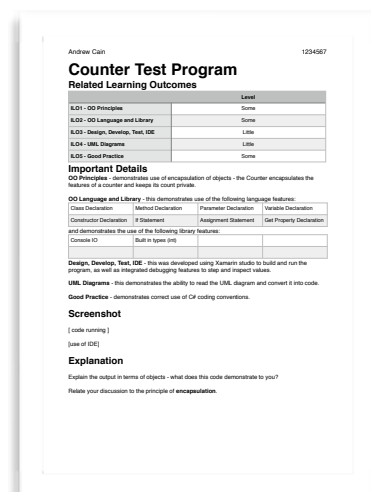 Andrew Cain 1234567
Counter Test Program
Related Learning Outcomes
Level
ILO1 - OO Principles Some
ILO2 - OO Language and Library Some
ILO3 - Design, Develop, Test, IDE Little
ILO4 - UML Diagrams Little
ILO5 - Good Practice Some
Important Details
OO Principles - demonstrates use of encapsulation of objects - the Counter encapsulates the
features of a counter and keeps its count private.
OO Language and Library - this demonstrates use of the following language features:
Class Declaration Method Declaration Parameter Declaration Variable Declaration
Constructor Declaration If Statement Assignment Statement Get Property Declaration
and demonstrates the use of the following library features:
Console IO Built in types (int)
Design, Develop, Test, IDE - this was developed using Xamarin studio to build and run the
program, as well as integrated debugging features to step and inspect values.
UML Diagrams - this demonstrates the ability to read the UML diagram and convert it into code.
Good Practice - demonstrates correct use of C# coding conventions.
Screenshot
[ code running ]
[use of IDE]
Explanation
Explain the output in terms of objects - what does this code demonstrate to you?
Relate your discussion to the principle of encapsulation.